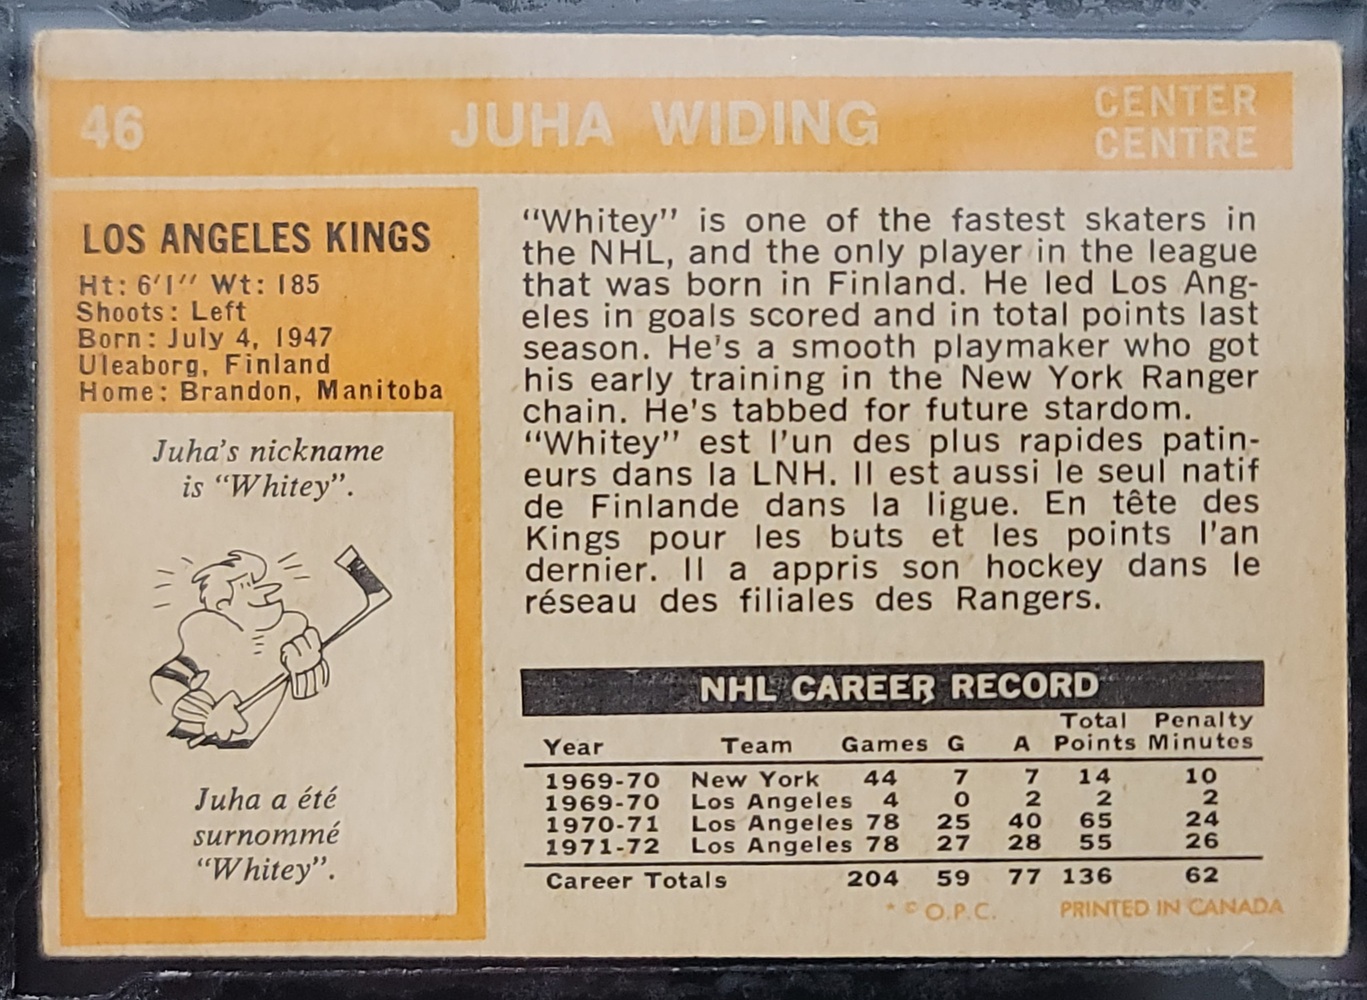 46 JUHA WIDING CENTER
CENTRE
LOS ANGELES KINGS
Ht: 6'1" Wt: 185
Shoots: Left
Born: July 4, 1947
Uleaborg, Finland
Home: Brandon, Manitoba
Juha's nickname
is "Whitey".
Juha a été
surnommé
"Whitey".
"Whitey" is one of the fastest skaters in
the NHL, and the only player in the league
that was born in Finland. He led Los Ang-
eles in goals scored and in total points last
season. He's a smooth playmaker who got
his early training in the New York Ranger
chain. He's tabbed for future stardom.
"Whitey" est l'un des plus rapides patin-
eurs dans la LNH. Il est aussi le seul natif
de Finlande dans la ligue. En tête des
Kings pour les buts et les points l'an
dernier. Il a appris son hockey dans le
réseau des filiales des Rangers.
NHL CAREER RECORD
Year Team Games G A Total Points Penalty Minutes
1969-70 New York 44 7 7 14 10
1969-70 Los Angeles 4 0 2 2 2
1970-71 Los Angeles 78 25 40 65 24
1971-72 Los Angeles 78 27 28 55 26
Career Totals 204 59 77 136 62
* © O.P.C. PRINTED IN CANADA